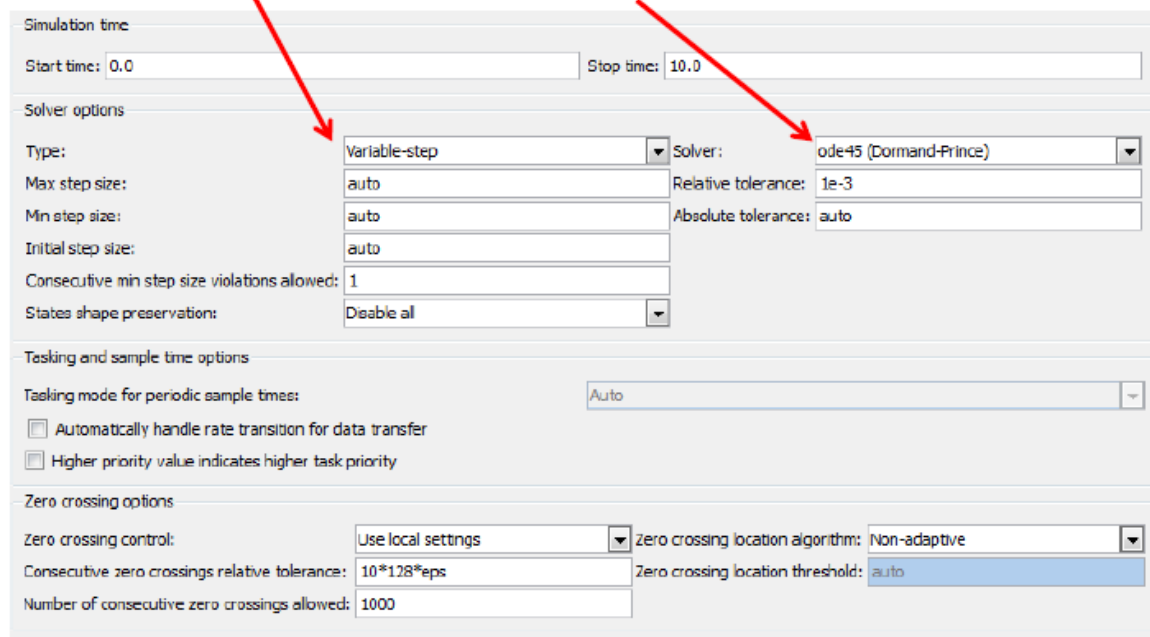 Simulation time
Start time: 0.0 Stop time: 10.0
Solver options
Type: Variable-step Solver: ode45 (Dormand-Prince)
Max step size: auto Relative tolerance: 1e-3
Min step size: auto Absolute tolerance: auto
Initial step size: auto
Consecutive min step size violations allowed: 1
States shape preservation: Disable all
Tasking and sample time options
Tasking mode for periodic sample times: Auto
Automatically handle rate transition for data transfer
Higher priority value indicates higher task priority
Zero crossing options
Zero crossing control: Use local settings Zero crossing location algorithm: Non-adaptive
Consecutive zero crossings relative tolerance: 10*128*eps Zero crossing location threshold: auto
Number of consecutive zero crossings allowed: 1000